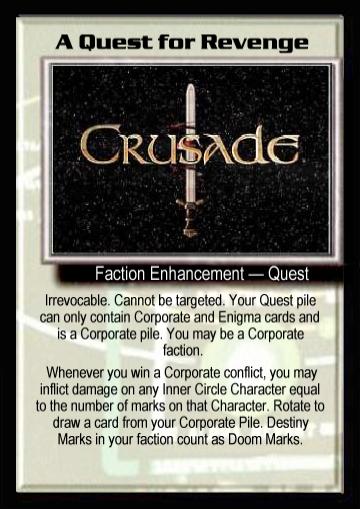 A Quest for Revenge
CRUSADE
Faction Enhancement — Quest
Irrevocable. Cannot be targeted. Your Quest pile
can only contain Corporate and Enigma cards and
is a Corporate pile. You may be a Corporate
faction.
Whenever you win a Corporate conflict, you may
inflict damage on any Inner Circle Character equal
to the number of marks on that Character. Rotate to
draw a card from your Corporate Pile. Destiny
Marks in your faction count as Doom Marks.